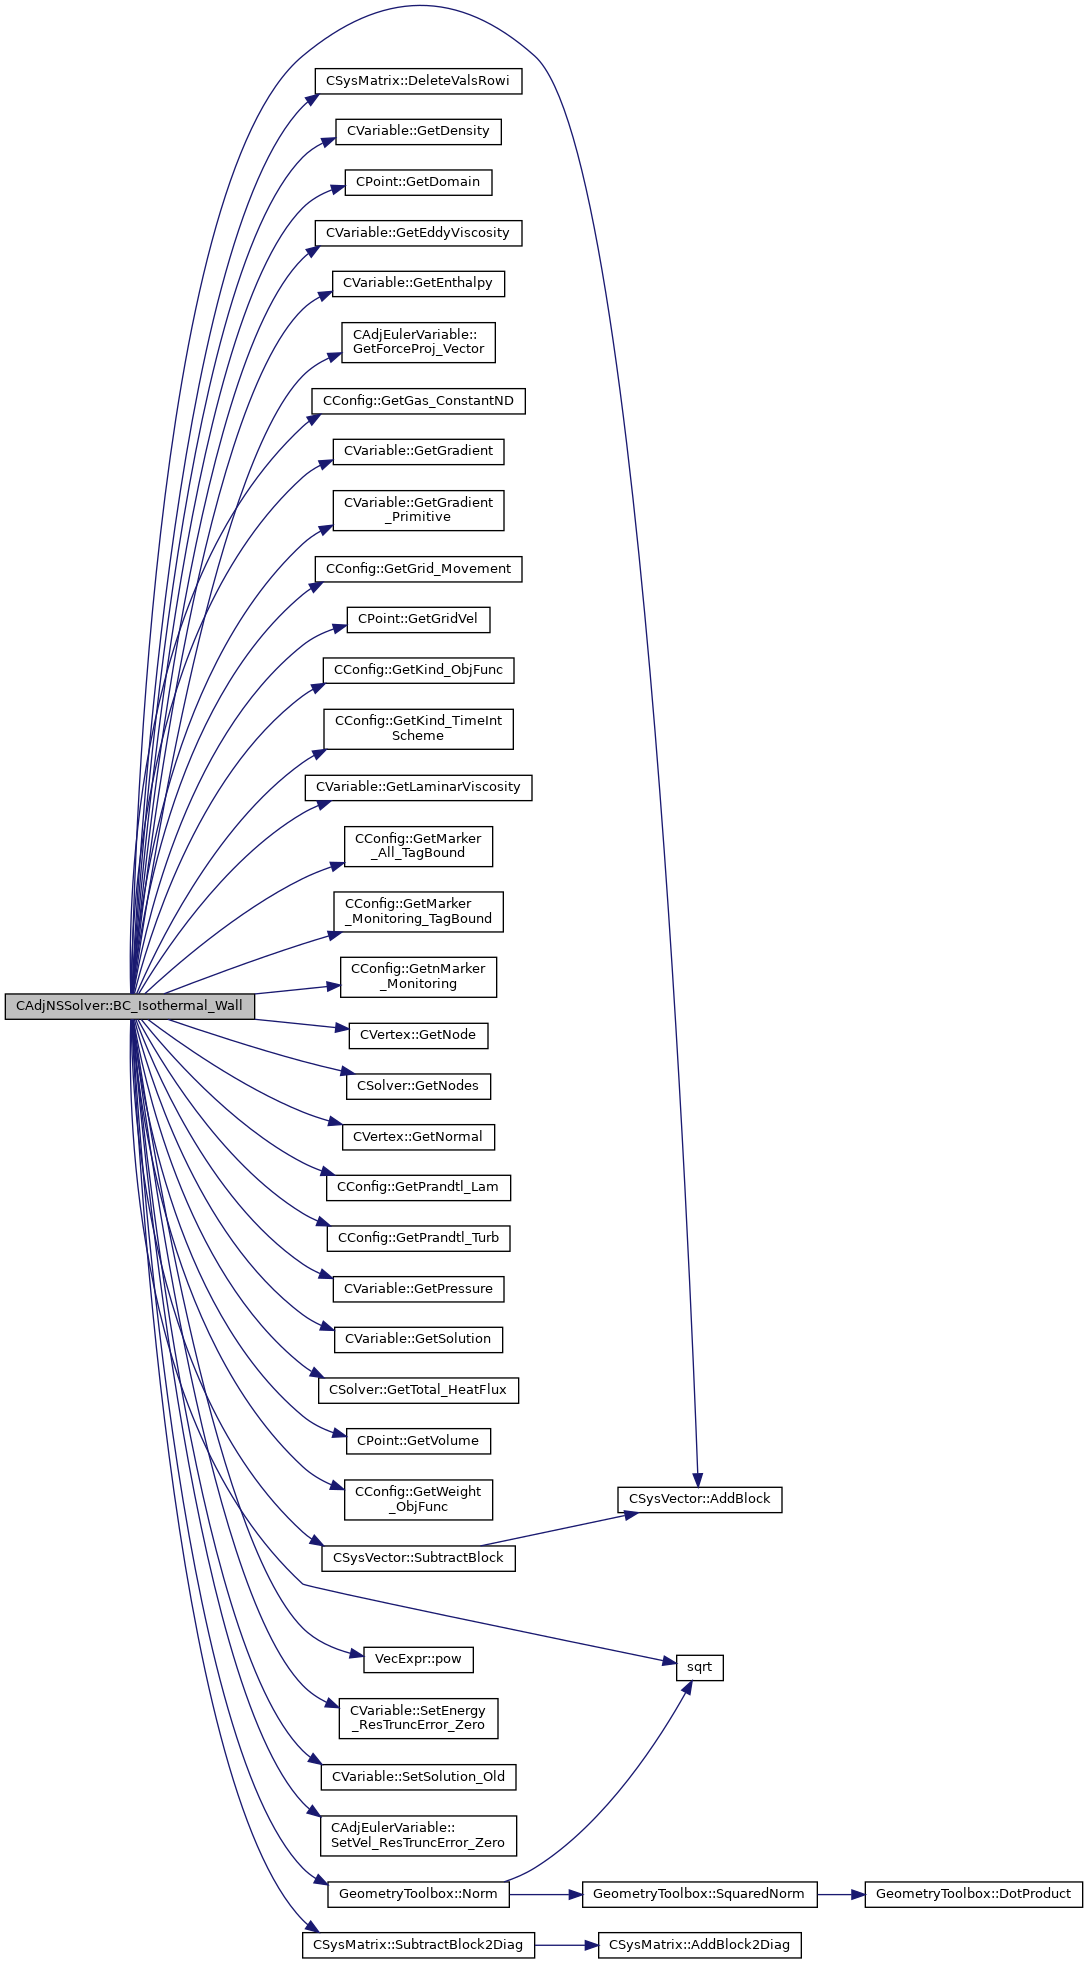 CSysMatrix::DeleteValsRowi
CVariable::GetDensity
CPoint::GetDomain
CVariable::GetEddyViscosity
CVariable::GetEnthalpy
CAdjEulerVariable::
GetForceProj_Vector
CConfig::GetGas_ConstantND
CVariable::GetGradient
CVariable::GetGradient
_Primitive
CConfig::GetGrid_Movement
CPoint::GetGridVel
CConfig::GetKind_ObjFunc
CConfig::GetKind_TimeInt
Scheme
CVariable::GetLaminarViscosity
CConfig::GetMarker
_All_TagBound
CConfig::GetMarker
_Monitoring_TagBound
CConfig::GetnMarker
_Monitoring
CAdjNSSolver::BC_Isothermal_Wall
CVertex::GetNode
CSolver::GetNodes
CVertex::GetNormal
CConfig::GetPrandtl_Lam
CConfig::GetPrandtl_Turb
CVariable::GetPressure
CVariable::GetSolution
CSolver::GetTotal_HeatFlux
CPoint::GetVolume
CConfig::GetWeight
_ObjFunc
CSysVector::AddBlock
CSysVector::SubtractBlock
VecExpr::pow
sqrt
CVariable::SetEnergy
_ResTruncError_Zero
CVariable::SetSolution_Old
CAdjEulerVariable::
SetVel_ResTruncError_Zero
GeometryToolbox::Norm
GeometryToolbox::SquaredNorm
GeometryToolbox::DotProduct
CSysMatrix::SubtractBlock2Diag
CSysMatrix::AddBlock2Diag